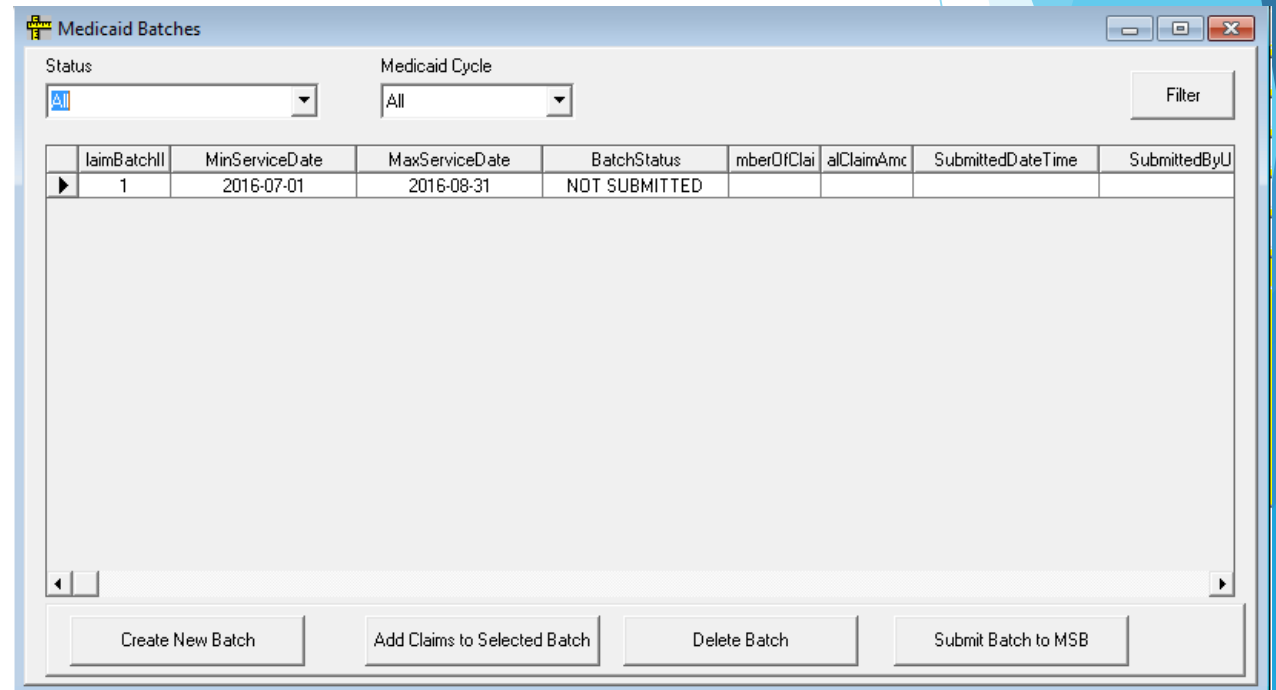 Medicaid Batches
Status Medicaid Cycle
All All Filter
laimBatchII MinServiceDate MaxServiceDate BatchStatus mberOfClai alClaimAmc SubmittedDateTime SubmittedByU
1 2016-07-01 2016-08-31 NOT SUBMITTED
Create New Batch Add Claims to Selected Batch Delete Batch Submit Batch to MSB